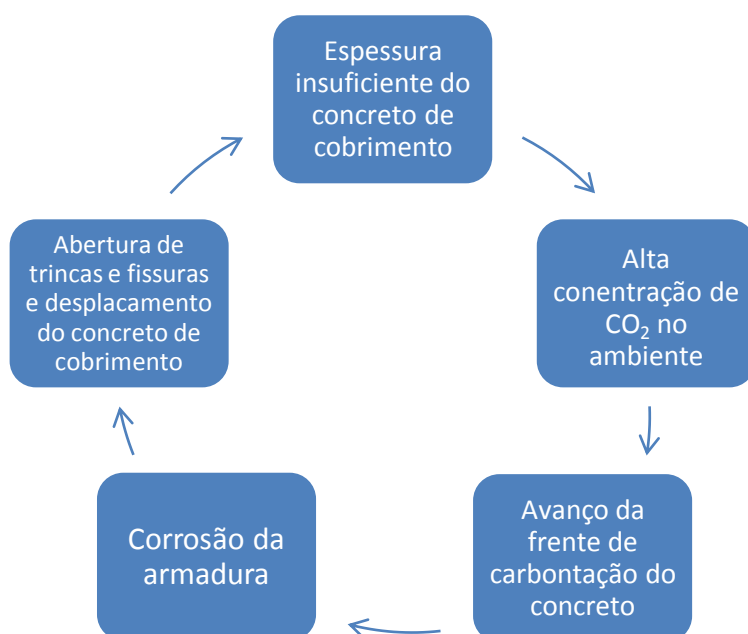 Espessura
insuficiente do
concreto de
cobrimento
Alta
conentração de
CO₂ no
ambiente
Avanço da
frente de
carbontação do
concreto
Corrosão da
armadura
Abertura de
trincas e fissuras
e desplacamento
do concreto de
cobrimento